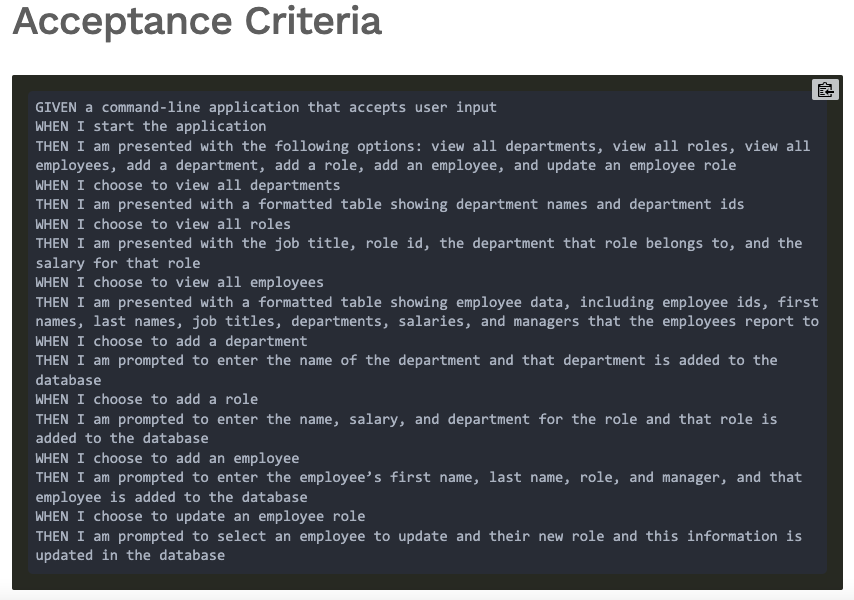 Acceptance Criteria
GIVEN a command-line application that accepts user input
WHEN I start the application
THEN I am presented with the following options: view all departments, view all roles, view all
employees, add a department, add a role, add an employee, and update an employee role
WHEN I choose to view all departments
THEN I am presented with a formatted table showing department names and department ids
WHEN I choose to view all roles
THEN I am presented with the job title, role id, the department that role belongs to, and the
salary for that role
WHEN I choose to view all employees
THEN I am presented with a formatted table showing employee data, including employee ids, first
names, last names, job titles, departments, salaries, and managers that the employees report to
WHEN I choose to add a department
THEN I am prompted to enter the name of the department and that department is added to the
database
WHEN I choose to add a role
THEN I am prompted to enter the name, salary, and department for the role and that role is
added to the database
WHEN I choose to add an employee
THEN I am prompted to enter the employee’s first name, last name, role, and manager, and that
employee is added to the database
WHEN I choose to update an employee role
THEN I am prompted to select an employee to update and their new role and this information is
updated in the database